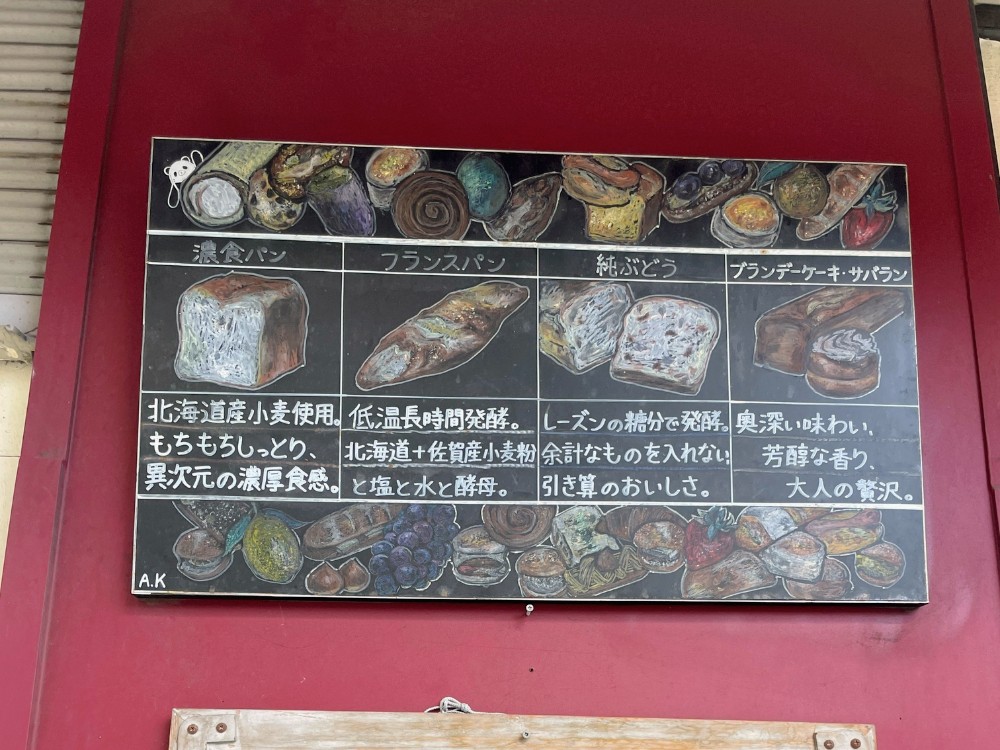 濃食パン
北海道産小麦使用。
もちもちしっとり、
異次元の濃厚食感。
フランスパン
低温長時間発酵。
北海道+佐賀産小麦粉
と塩と水と酵母。
純ぶどう
レーズンの糖分で発酵。
余計なものを入れない
引き算のおいしさ。
ブランデーケーキ・サバラン
奥深い味わい、
芳醇な香り、
大人の贅沢。
A.K